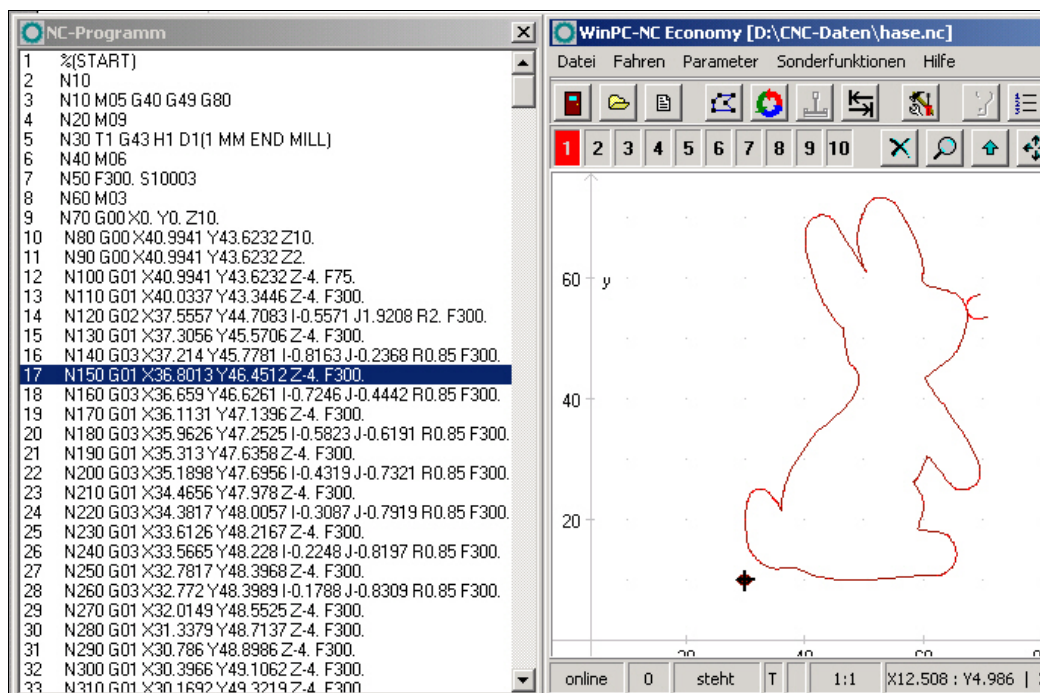 NC-Programm
1 %(START)
2 N10
3 N10 M05 G40 G49 G80
4 N20 M09
5 N30 T1 G43 H1 D1(1 MM END MILL)
6 N40 M06
7 N50 F300. S10003
8 N60 M03
9 N70 G00 X0. Y0. Z10.
10 N80 G00 X40.9941 Y43.6232 Z10.
11 N90 G00 X40.9941 Y43.6232 Z2.
12 N100 G01 X40.9941 Y43.6232 Z-4. F75.
13 N110 G01 X40.0337 Y43.3446 Z-4. F300.
14 N120 G02 X37.5557 Y44.7083 I-0.5571 J1.9208 R2. F300.
15 N130 G01 X37.3056 Y45.5706 Z-4. F300.
16 N140 G03 X37.214 Y45.7781 I-0.8163 J-0.2368 R0.85 F300.
17 N150 G01 X36.8013 Y46.4512 Z-4. F300.
18 N160 G03 X36.659 Y46.6261 I-0.7246 J-0.4442 R0.85 F300.
19 N170 G01 X36.1131 Y47.1396 Z-4. F300.
20 N180 G03 X35.9626 Y47.2525 I-0.5823 J-0.6191 R0.85 F300.
21 N190 G01 X35.313 Y47.6358 Z-4. F300.
22 N200 G03 X35.1898 Y47.6956 I-0.4319 J-0.7321 R0.85 F300.
23 N210 G01 X34.4656 Y47.978 Z-4. F300.
24 N220 G03 X34.3817 Y48.0057 I-0.3087 J-0.7919 R0.85 F300.
25 N230 G01 X33.6126 Y48.2167 Z-4. F300.
26 N240 G03 X33.5665 Y48.228 I-0.2248 J-0.8197 R0.85 F300.
27 N250 G01 X32.7817 Y48.3968 Z-4. F300.
28 N260 G03 X32.772 Y48.3989 I-0.1788 J-0.8309 R0.85 F300.
29 N270 G01 X32.0149 Y48.5525 Z-4. F300.
30 N280 G01 X31.3379 Y48.7137 Z-4. F300.
31 N290 G01 X30.786 Y48.8986 Z-4. F300.
32 N300 G01 X30.3966 Y49.1062 Z-4. F300.
33 N310 G01 X30.1692 Y49.3219 Z-4. F300.
WinPC-NC Economy [D:\CNC-Daten\hase.nc]
Datei Fahren Parameter Sonderfunktionen Hilfe
1 2 3 4 5 6 7 8 9 10
60 y
40
20
online 0 steht T 1:1 X12.508 : Y4.986 |